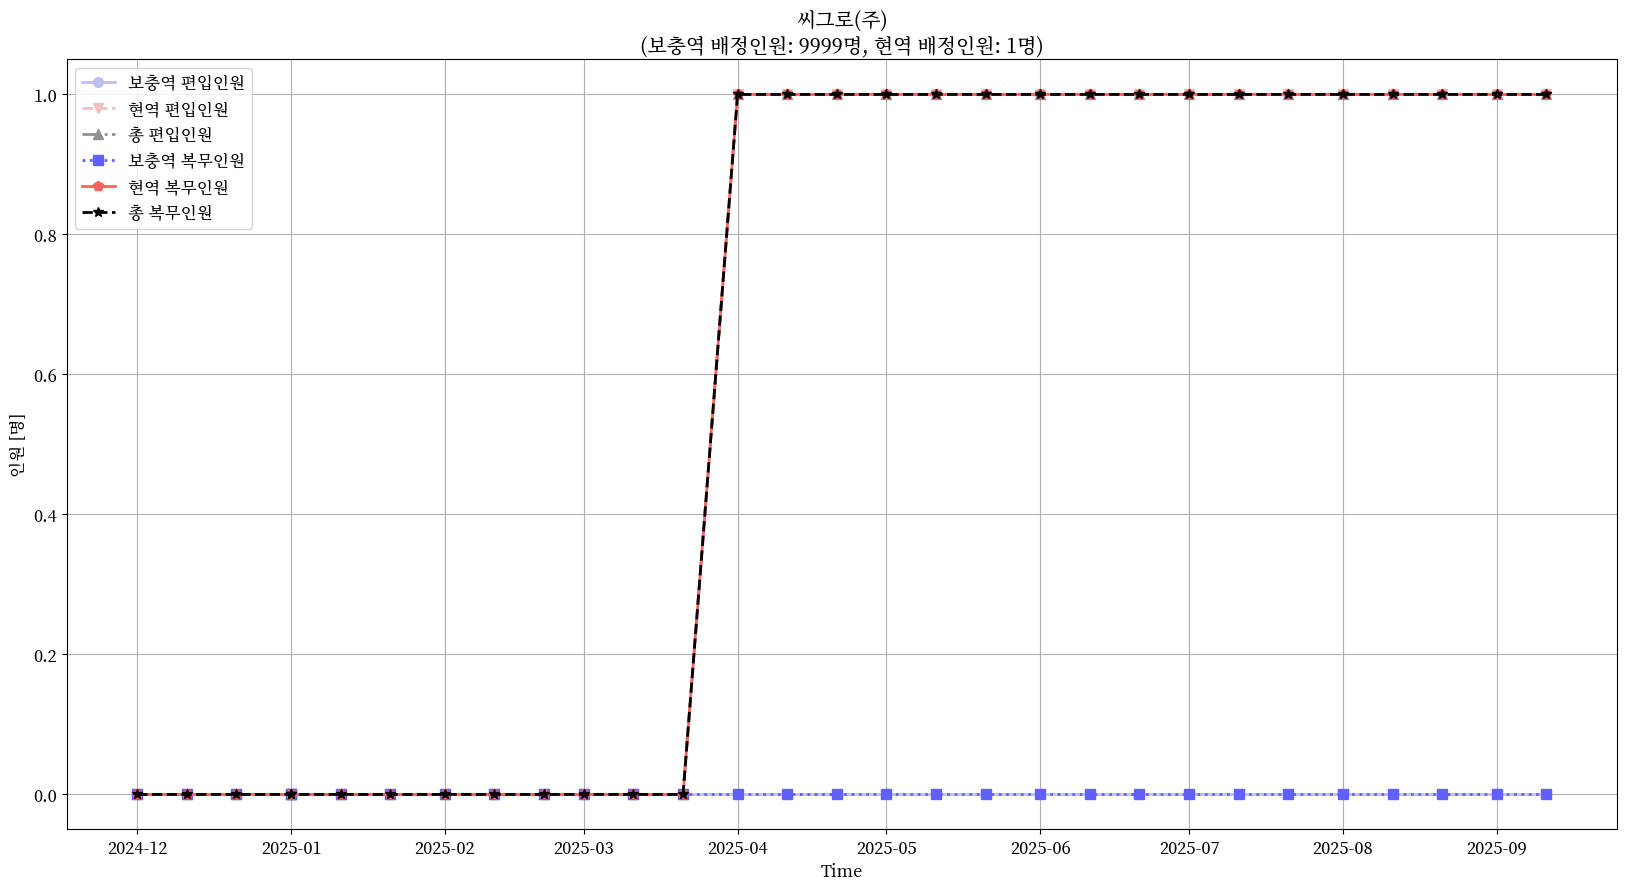 씨그로(주)
(보충역 배정인원: 9999명, 현역 배정인원: 1명)
보충역 편입인원
현역 편입인원
총 편입인원
보충역 복무인원
현역 복무인원
총 복무인원
1.0
0.8
0.6
0.4
0.2
0.0
인원 [명]
2024-12 2025-01 2025-02 2025-03 2025-04 2025-05 2025-06 2025-07 2025-08 2025-09
Time